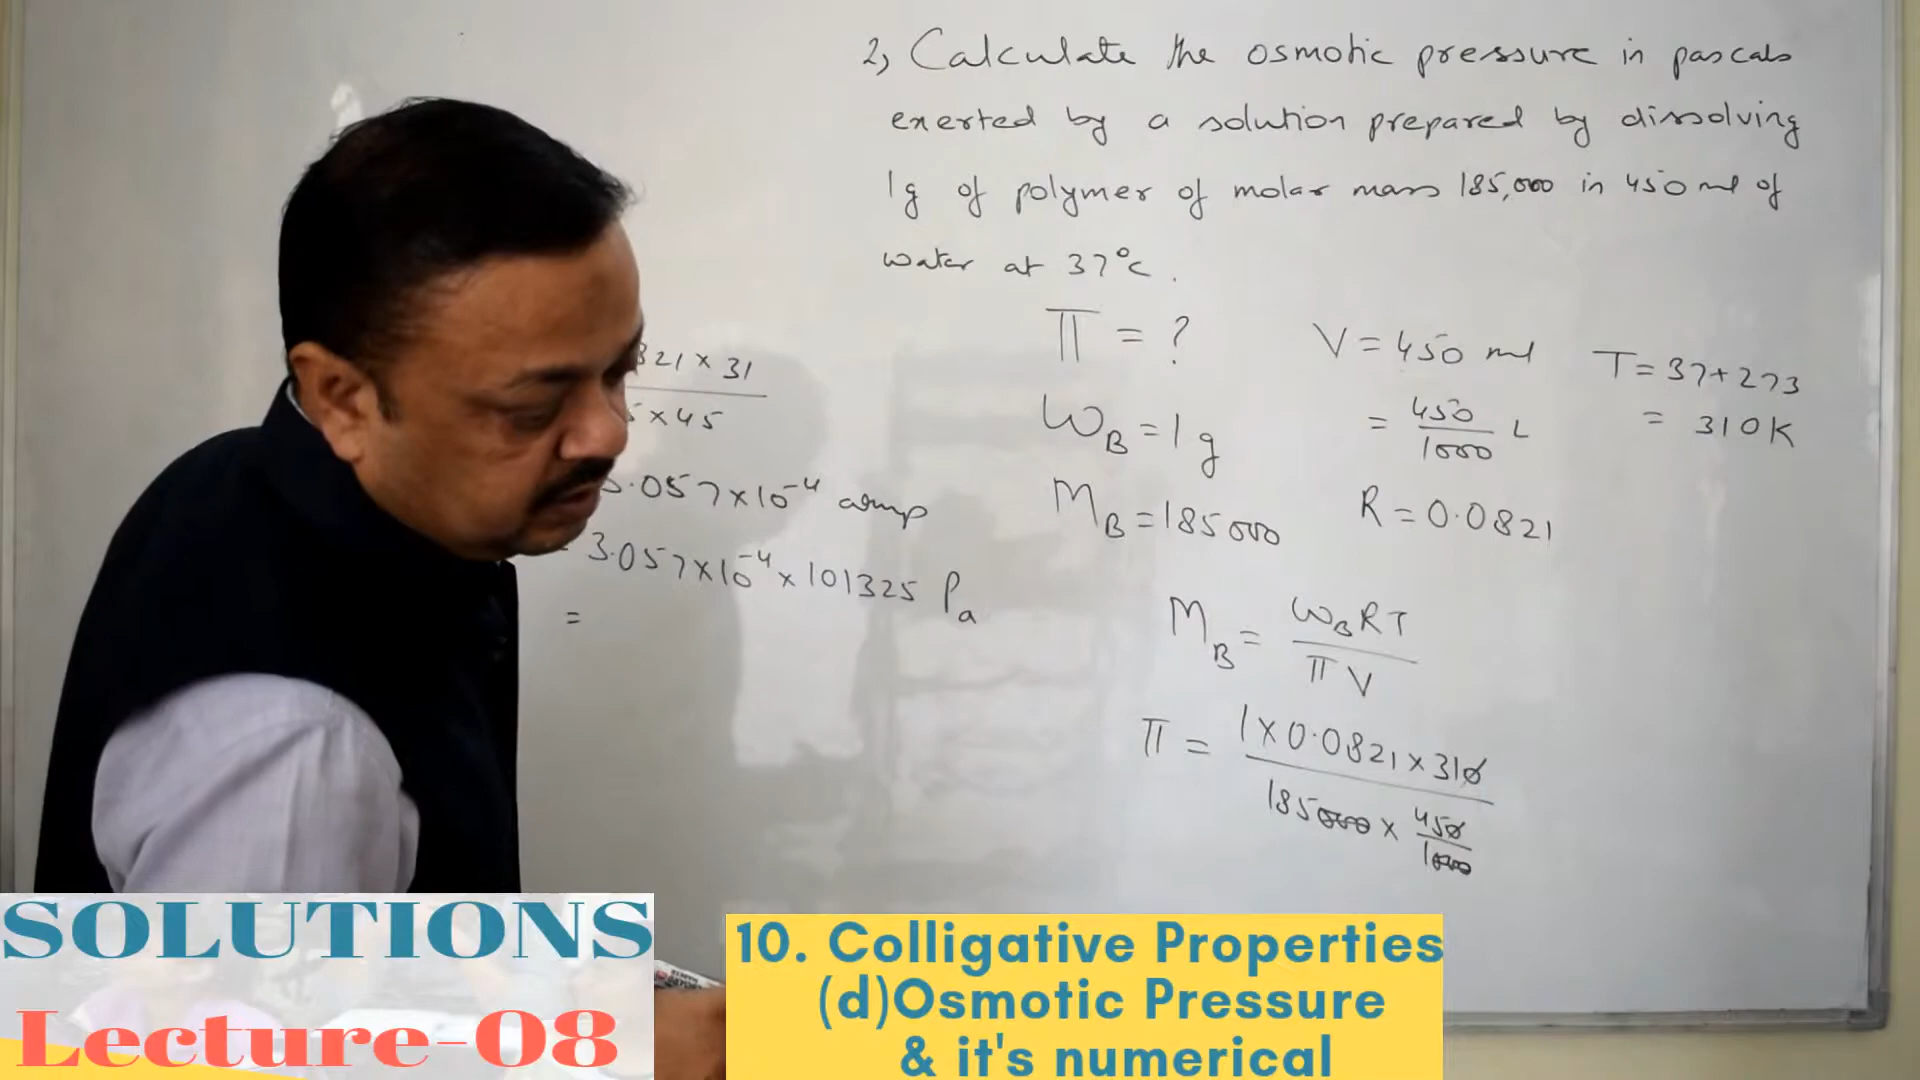 2, Calculate the osmotic pressure in pascals
exerted by a solution prepared by dissolving
1g of polymer of molar mass 185,000 in 450 ml of
water at 37°C.
π = ?
W_B = 1 g
M_B = 185000
V = 450 ml
= 450/1000 L
R = 0.0821
T = 37+273
= 310K
M_B = W_B RT / π V
π = 1 × 0.0821 × 310 / 185000 × 450/1000
821 × 31
× 45
.057×10⁻⁴
3.057×10⁻⁴ × 101325 Pa
=
SOLUTIONS
Lecture-08
10. Colligative Properties
(d)Osmotic Pressure
& it's numerical